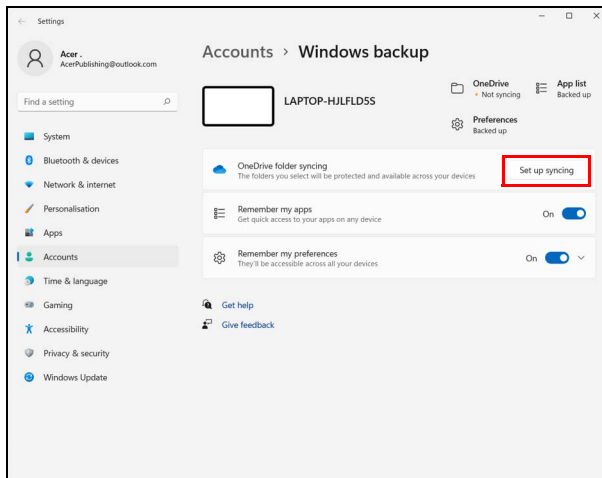 Settings
Acer .
AcerPublishing@outlook.com
Find a setting
System
Bluetooth & devices
Network & internet
Personalisation
Apps
Accounts
Time & language
Gaming
Accessibility
Privacy & security
Windows Update
Accounts > Windows backup
LAPTOP-HJLFLD5S
OneDrive
• Not syncing
App list
Backed up
Preferences
Backed up
OneDrive folder syncing
The folders you select will be protected and available across your devices
Set up syncing
Remember my apps
Get quick access to your apps on any device
On
Remember my preferences
They'll be accessible across all your devices
On
Get help
Give feedback